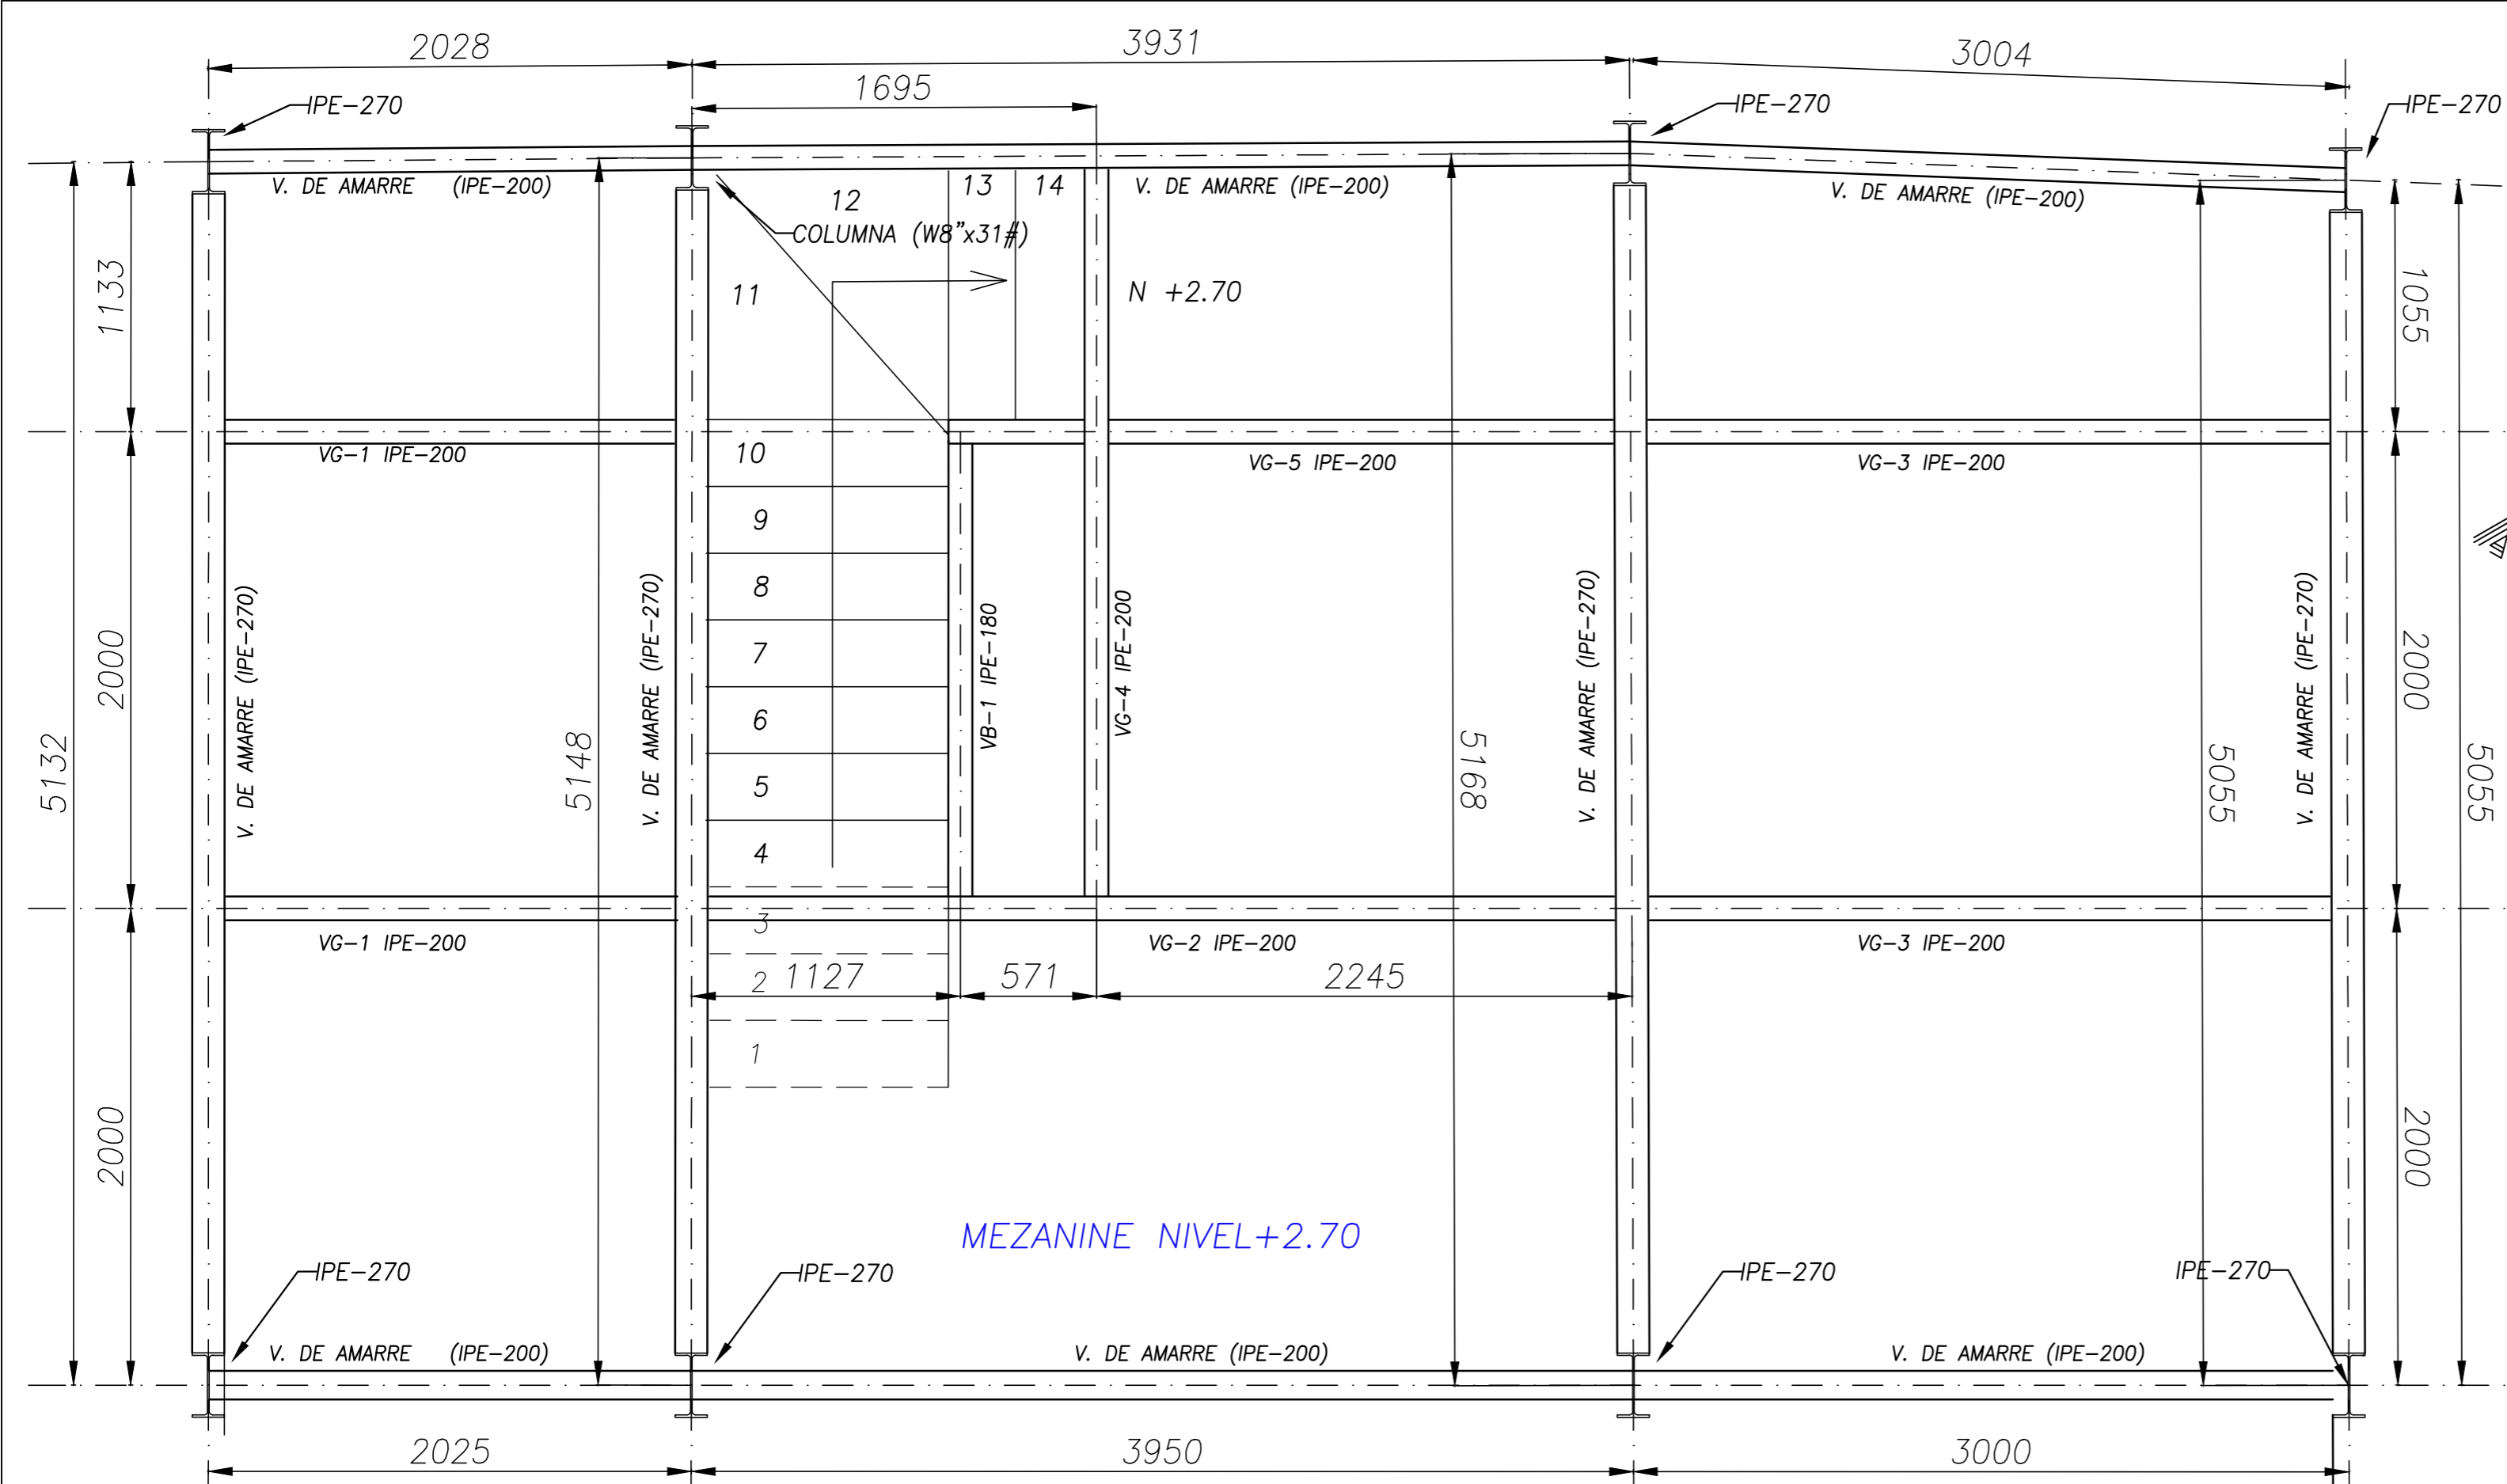 2028
3931
3004
1695
IPE-270
IPE-270
IPE-270
V. DE AMARRE (IPE-200)
12
13
14
V. DE AMARRE (IPE-200)
V. DE AMARRE (IPE-200)
COLUMNA (W8"x31#)
1133
11
N +2.70
1055
VG-1 IPE-200
10
VG-5 IPE-200
VG-3 IPE-200
9
8
7
6
5
4
5132
2000
V. DE AMARRE (IPE-270)
5148
V. DE AMARRE (IPE-270)
VB-1 IPE-180
VG-4 IPE-200
5168
V. DE AMARRE (IPE-270)
5055
V. DE AMARRE (IPE-270)
2000
5055
VG-1 IPE-200
3
VG-2 IPE-200
VG-3 IPE-200
2
1127
571
2245
1
2000
2000
MEZANINE NIVEL+2.70
IPE-270
IPE-270
IPE-270
IPE-270
V. DE AMARRE (IPE-200)
V. DE AMARRE (IPE-200)
V. DE AMARRE (IPE-200)
2025
3950
3000